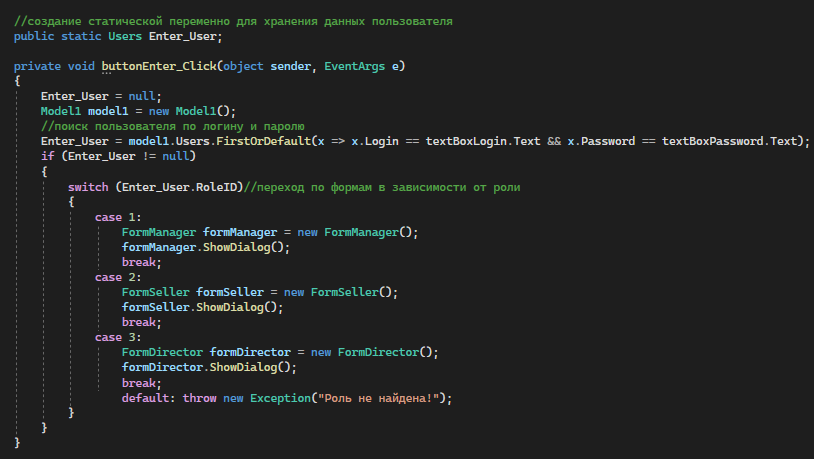 //создание статической переменно для хранения данных пользователя
public static Users Enter_User;
private void buttonEnter_Click(object sender, EventArgs e)
{
Enter_User = null;
Model1 model1 = new Model1();
//поиск пользователя по логину и паролю
Enter_User = model1.Users.FirstOrDefault(x => x.Login == textBoxLogin.Text && x.Password == textBoxPassword.Text);
if (Enter_User != null)
{
switch (Enter_User.RoleID)//переход по формам в зависимости от роли
{
case 1:
FormManager formManager = new FormManager();
formManager.ShowDialog();
break;
case 2:
FormSeller formSeller = new FormSeller();
formSeller.ShowDialog();
break;
case 3:
FormDirector formDirector = new FormDirector();
formDirector.ShowDialog();
break;
default: throw new Exception("Роль не найдена!");
}
}
}